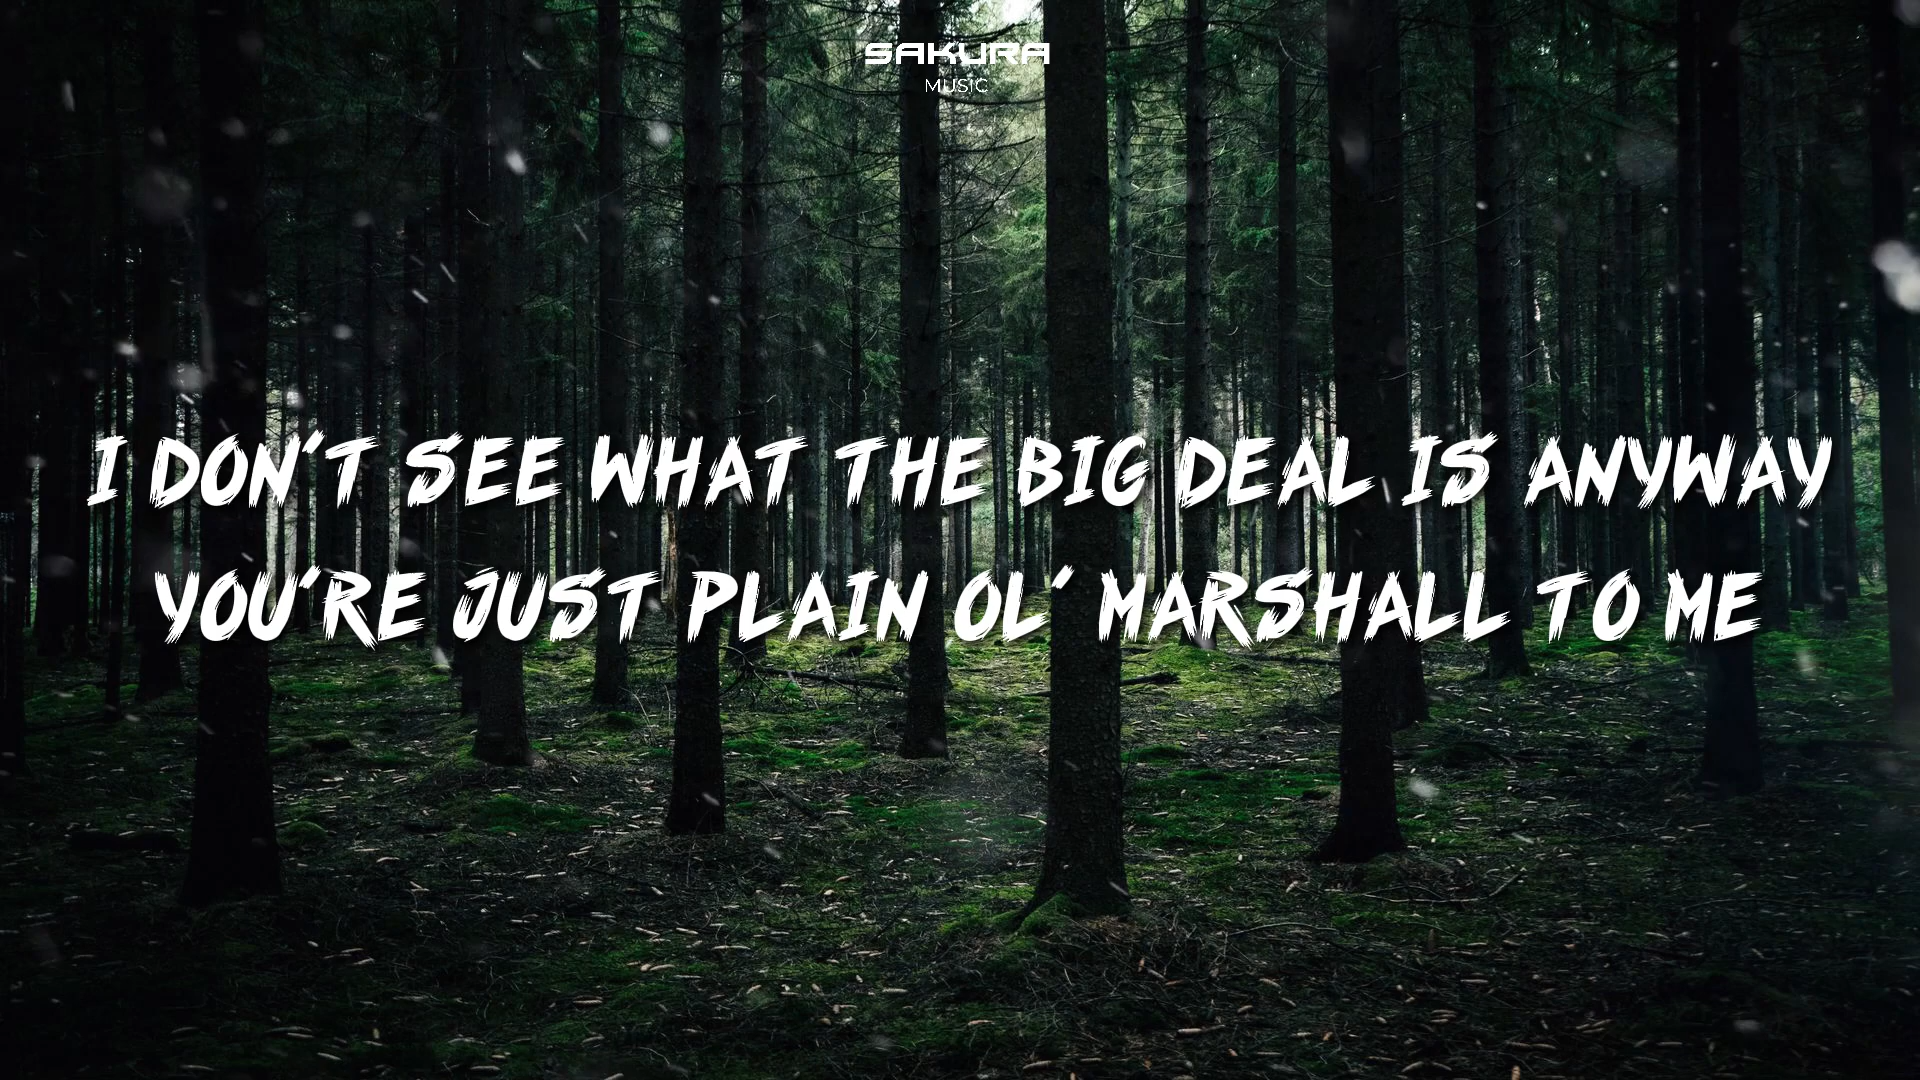 SAKURA
MUSIC
I DON'T SEE WHAT THE BIG DEAL IS ANYWAY
YOU'RE JUST PLAIN OL' MARSHALL TO ME